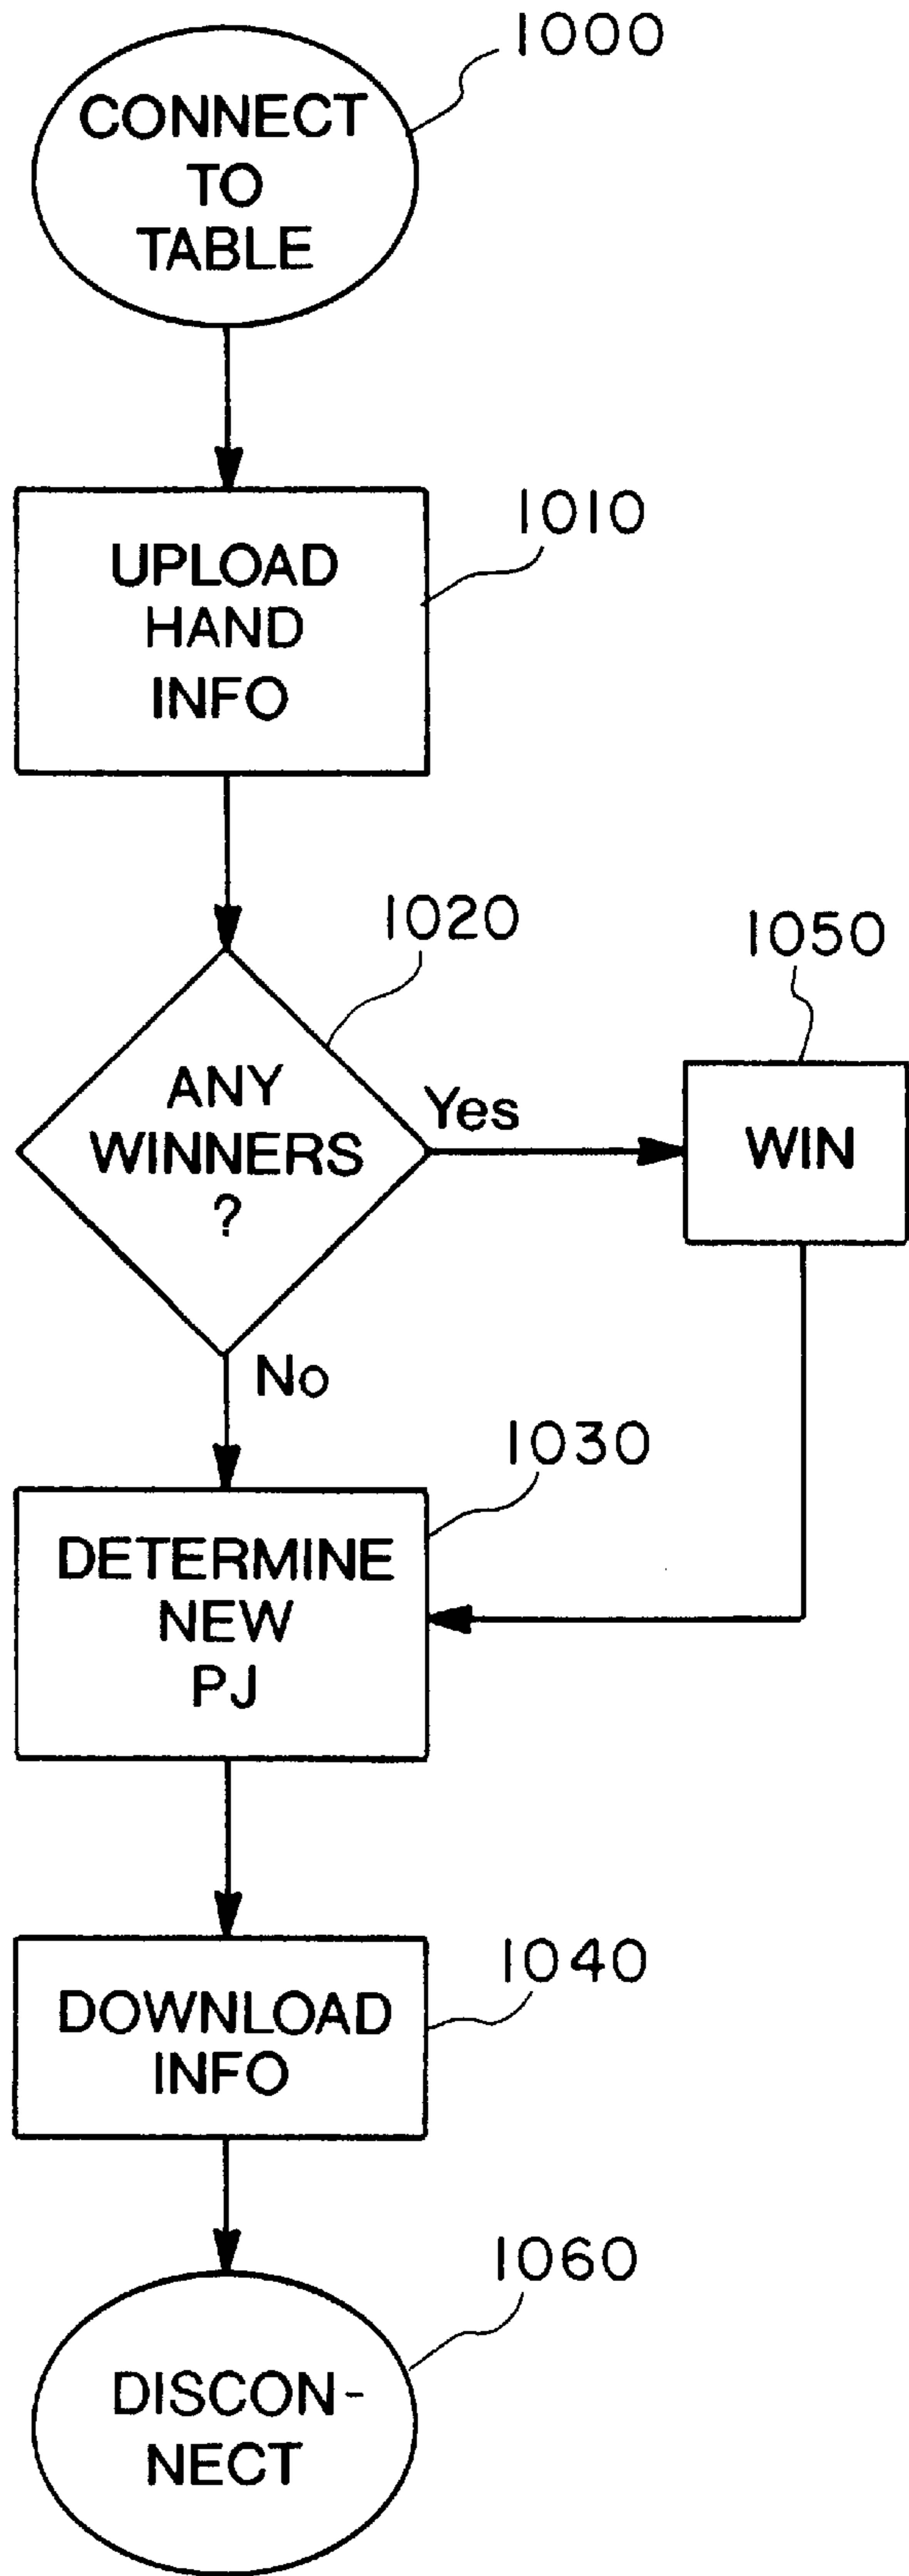 1000
CONNECT
TO
TABLE
1010
UPLOAD
HAND
INFO
1020
1050
ANY
WINNERS
?
Yes
WIN
No
1030
DETERMINE
NEW
PJ
1040
DOWNLOAD
INFO
1060
DISCON-
NECT